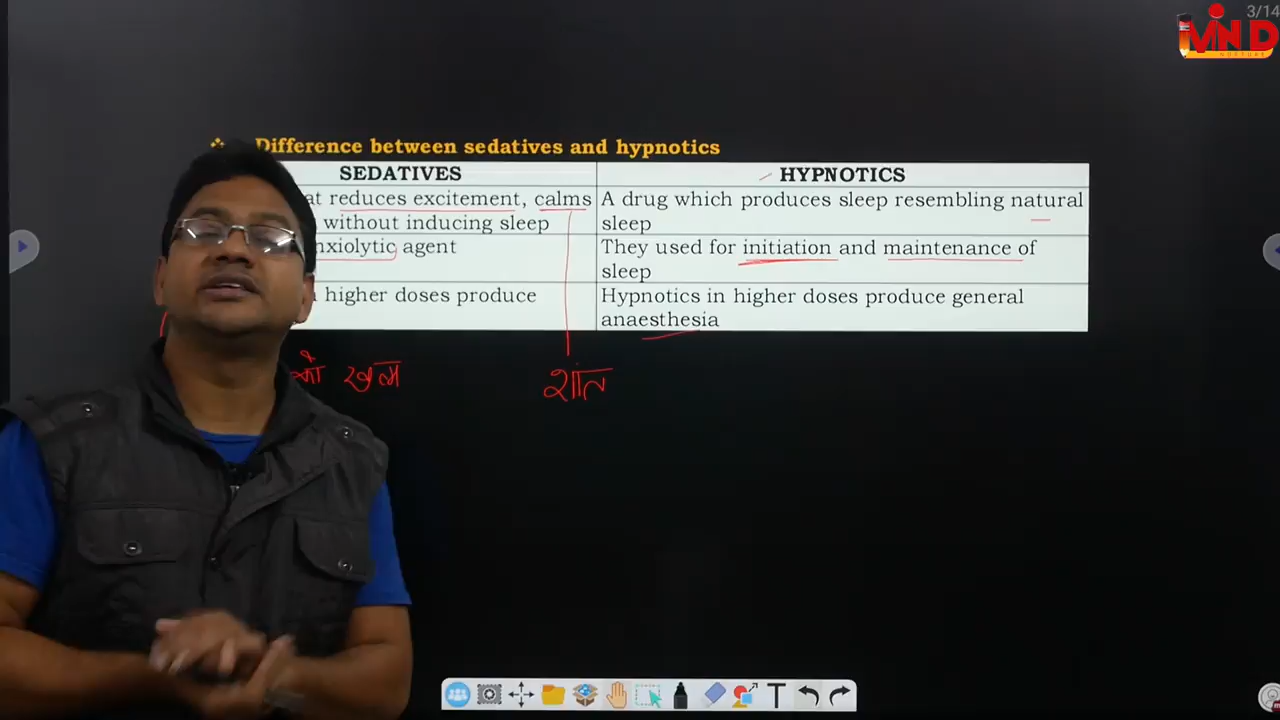 3/14
MIND
Difference between sedatives and hypnotics
SEDATIVES
HYPNOTICS
at reduces excitement, calms
without inducing sleep
A drug which produces sleep resembling natural
sleep
nxiolytic agent
They used for initiation and maintenance of
sleep
higher doses produce
Hypnotics in higher doses produce general
anaesthesia
को खत्म
शांत
T